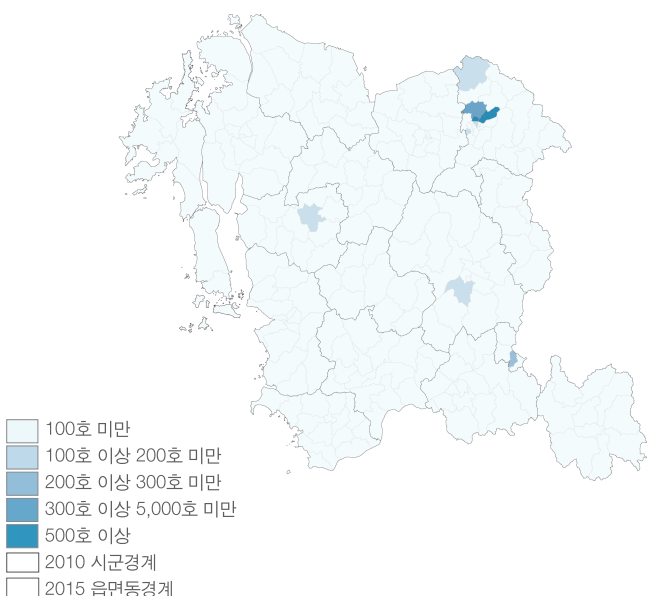 100호 미만
100호 이상 200호 미만
200호 이상 300호 미만
300호 이상 5,000호 미만
500호 이상
2010 시군경계
2015 읍면동경계